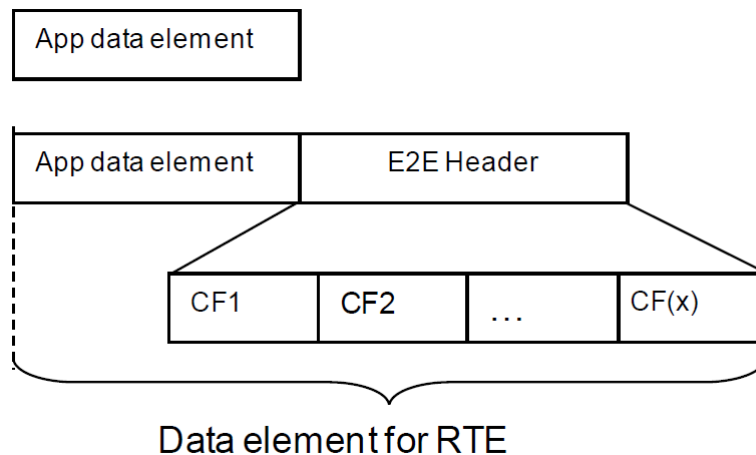 App data element
App data element
E2E Header
CF1
CF2
...
CF(x)
Data element for RTE